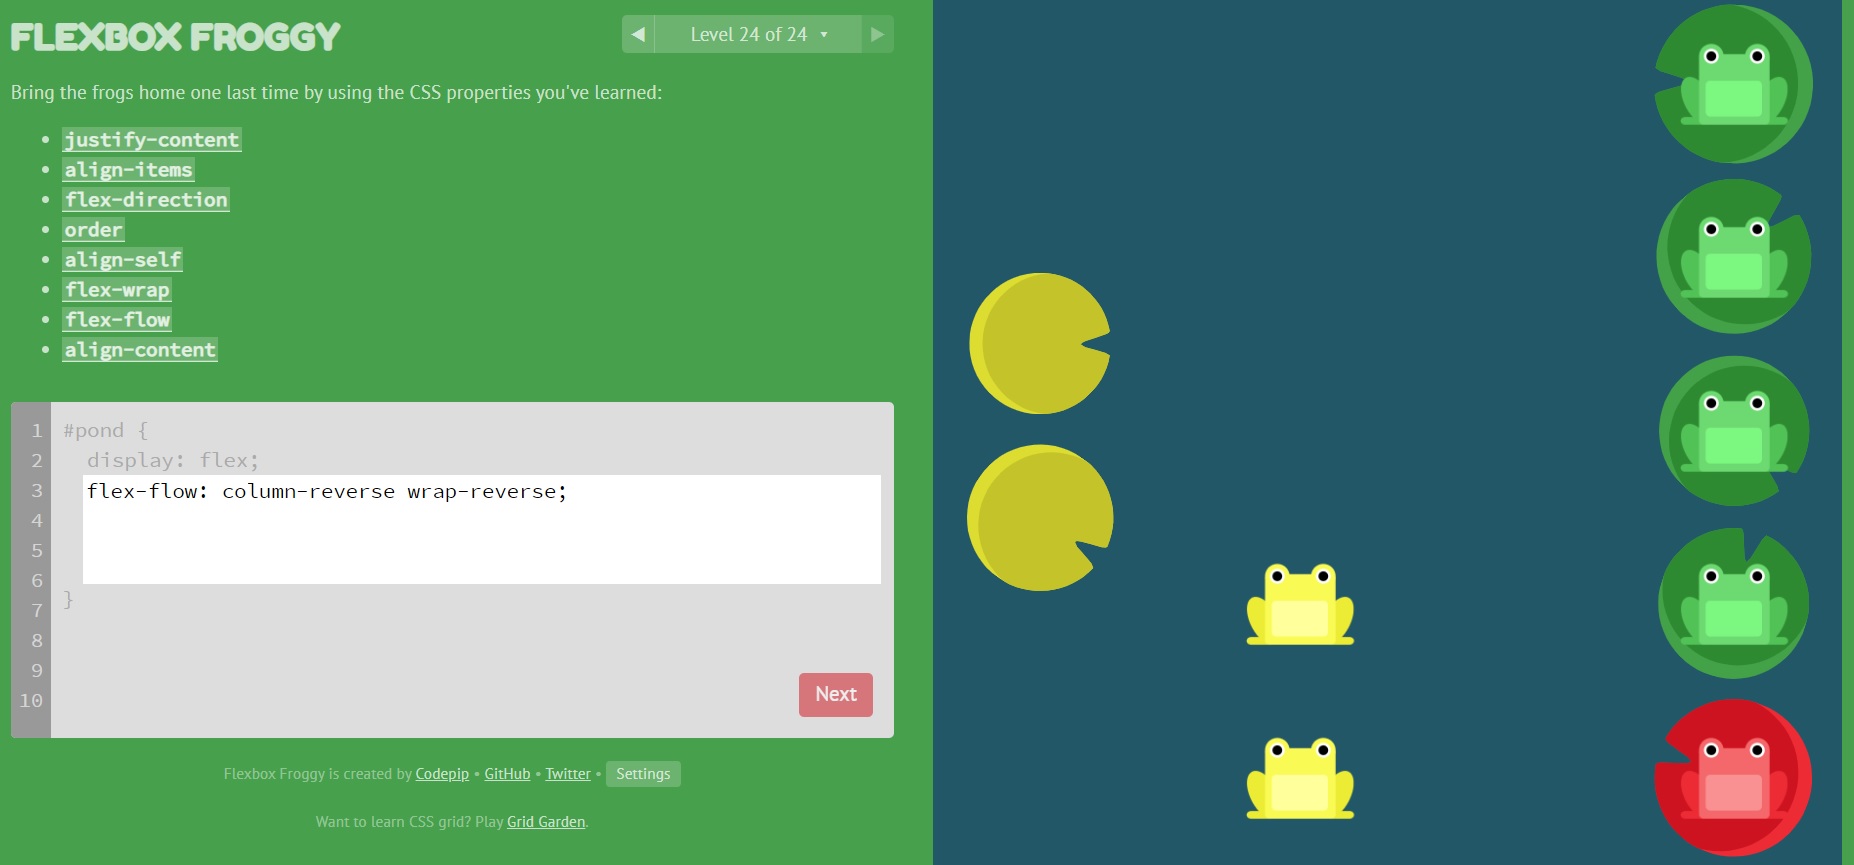 FLEXBOX FROGGY
◀ Level 24 of 24 ▾ ▶
Bring the frogs home one last time by using the CSS properties you've learned:
• justify-content
• align-items
• flex-direction
• order
• align-self
• flex-wrap
• flex-flow
• align-content
1 #pond {
2 display: flex;
3 flex-flow: column-reverse wrap-reverse;
4
5
6
}
7
8
9
10
Next
Flexbox Froggy is created by Codepip • GitHub • Twitter • Settings
Want to learn CSS grid? Play Grid Garden.